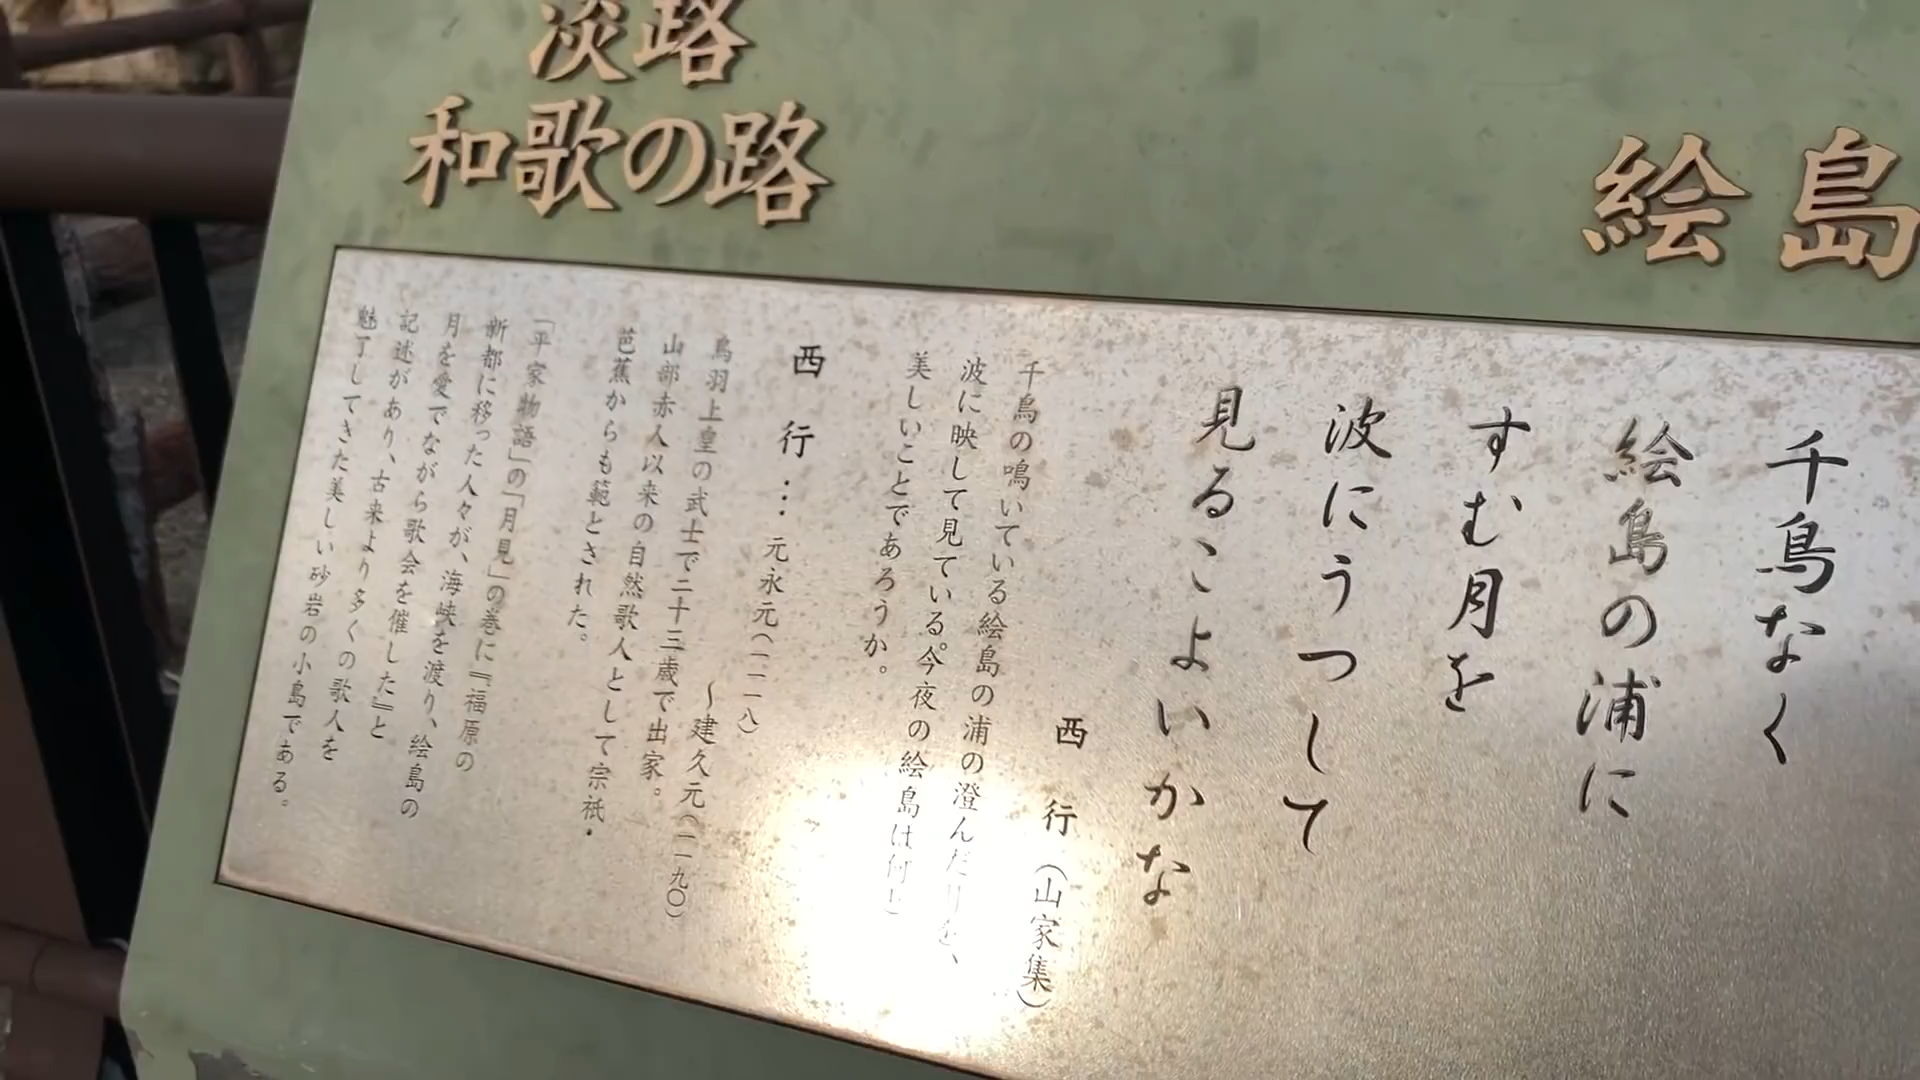 淡路
和歌の路
絵島
千鳥なく
絵島の浦に
すむ月を
波にうつして
見るこよいかな
西行（山家集）
千鳥の鳴いている絵島の浦の澄んだ月を、
波に映して見ている。今夜の絵島は何と
美しいことであろうか。
西行…元永元（一一一八）
～建久元（一一九〇）
鳥羽上皇の武士で二十三歳で出家。
山部赤人以来の自然歌人として宗祇・
芭蕉からも範とされた。
「平家物語」の「月見」の巻に『福原の
新都に移った人々が、海峡を渡り、絵島の
月を愛でながら歌会を催した』と
記述があり、古来より多くの歌人を
魅了してきた美しい砂岩の小島である。